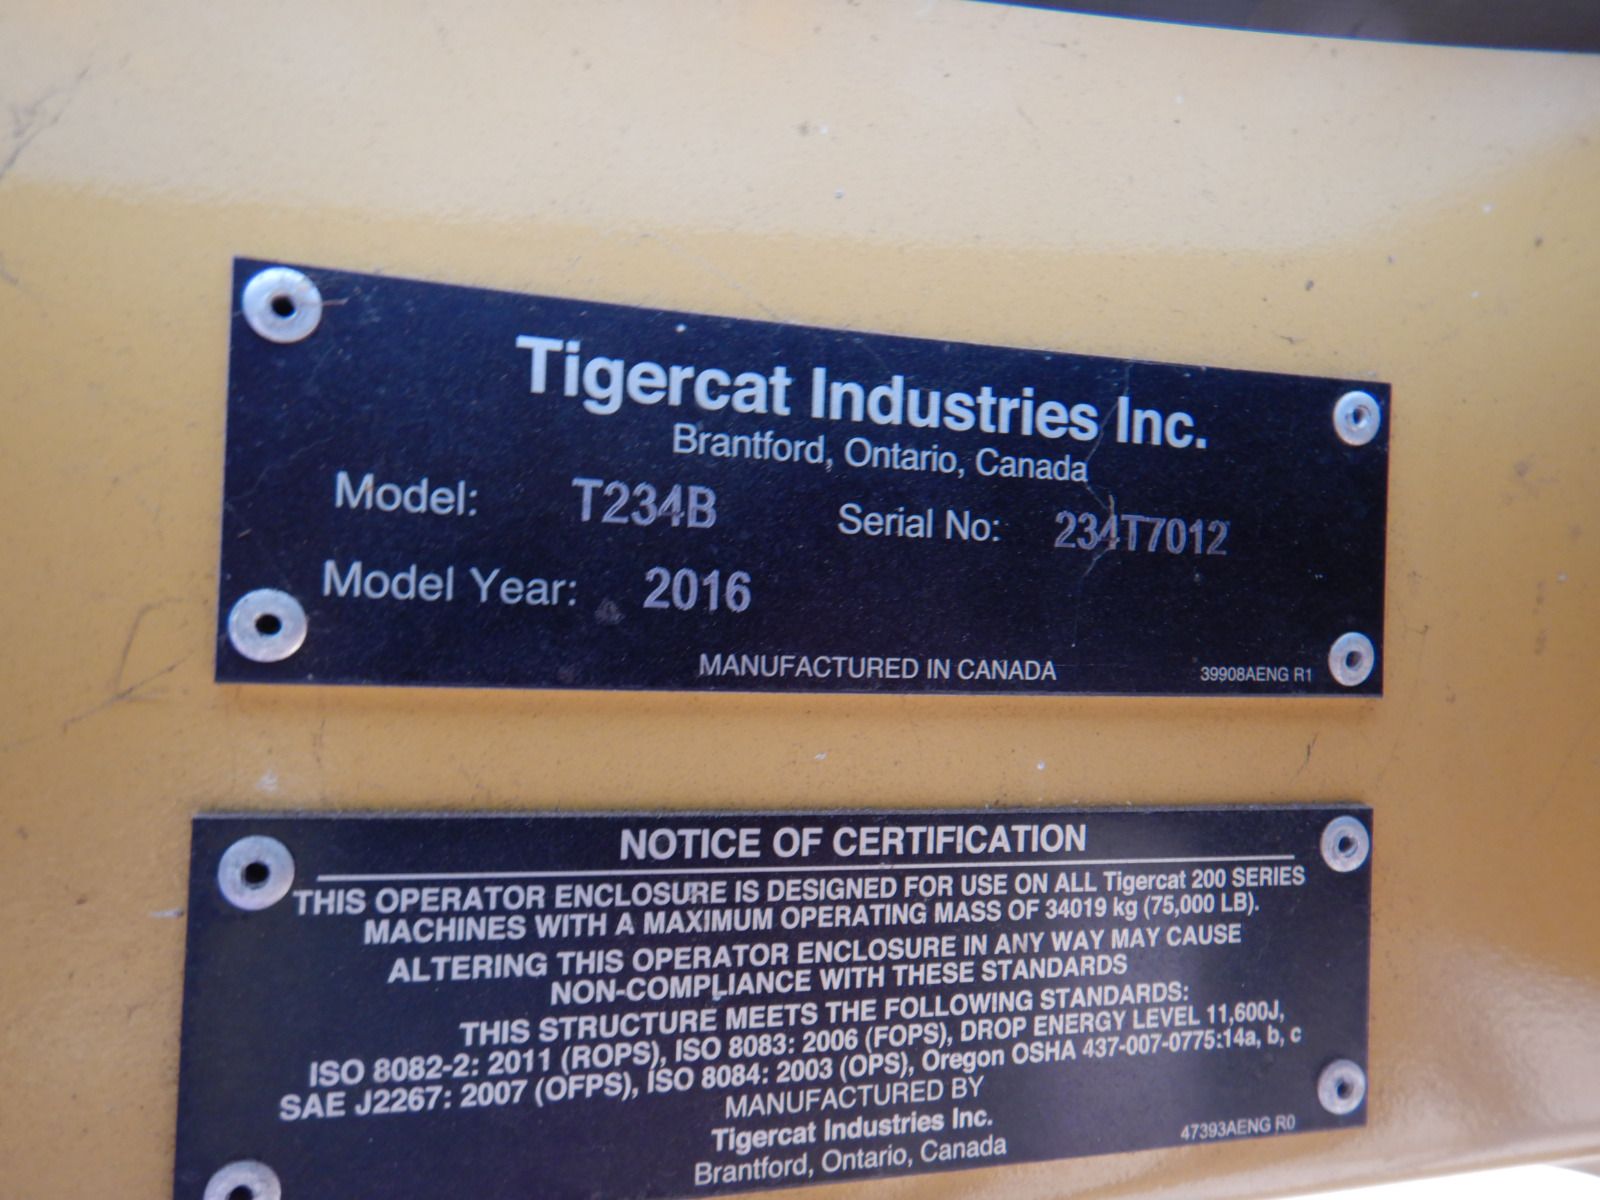 Tigercat Industries Inc.
Brantford, Ontario, Canada
Model: T234B Serial No: 234T7012
Model Year: 2016
MANUFACTURED IN CANADA 39908AENG R1
NOTICE OF CERTIFICATION
THIS OPERATOR ENCLOSURE IS DESIGNED FOR USE ON ALL Tigercat 200 SERIES
MACHINES WITH A MAXIMUM OPERATING MASS OF 34019 kg (75,000 LB).
ALTERING THIS OPERATOR ENCLOSURE IN ANY WAY MAY CAUSE
NON-COMPLIANCE WITH THESE STANDARDS
THIS STRUCTURE MEETS THE FOLLOWING STANDARDS:
ISO 8082-2: 2011 (ROPS), ISO 8083: 2006 (FOPS), DROP ENERGY LEVEL 11,600J,
SAE J2267: 2007 (OFPS), ISO 8084: 2003 (OPS), Oregon OSHA 437-007-0775:14a, b, c
MANUFACTURED BY
Tigercat Industries Inc.
Brantford, Ontario, Canada 47393AENG R0